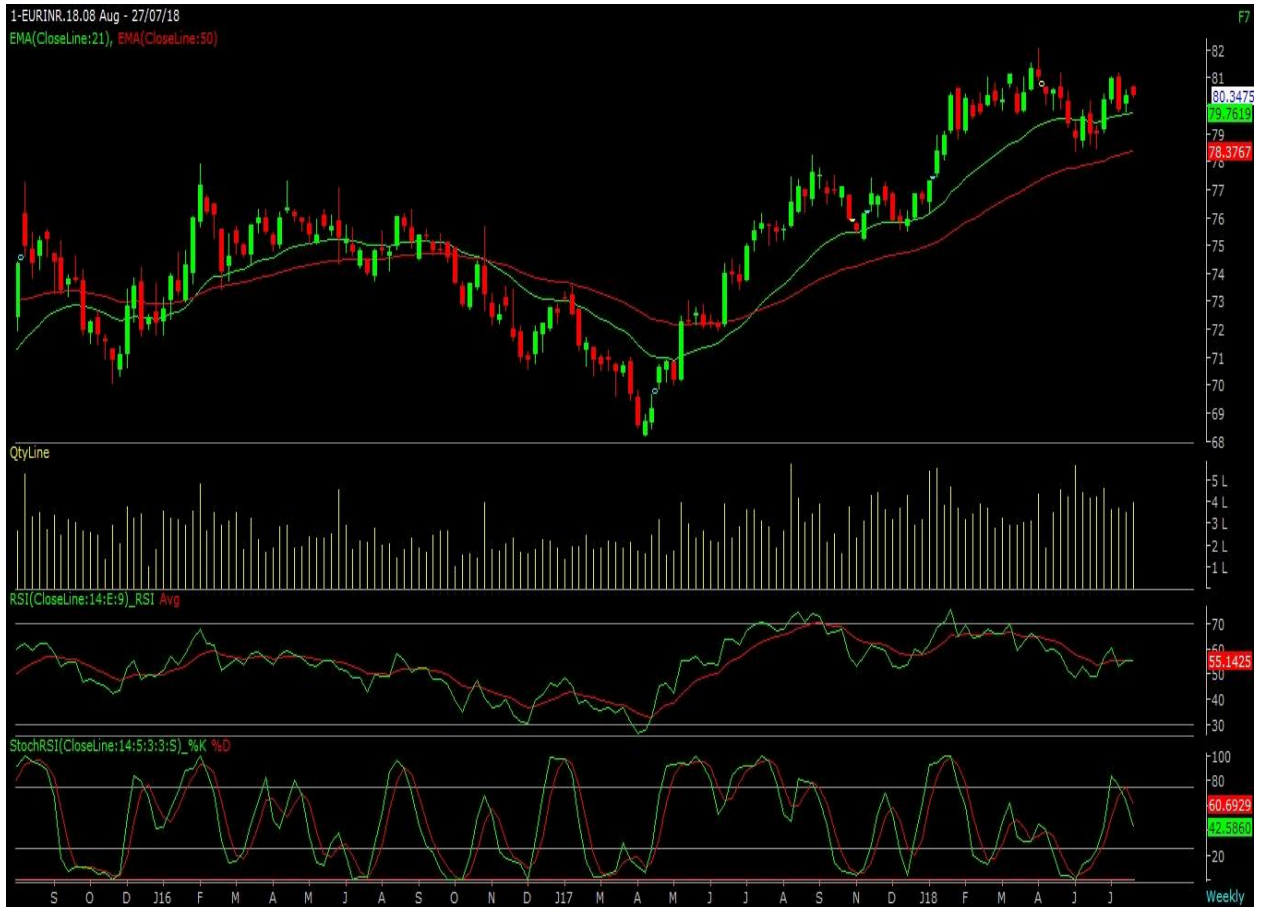 1-EURINR.18.08 Aug - 27/07/18 F7
EMA(CloseLine:21), EMA(CloseLine:50)
82
81
80.3475
79.7619
79
78.3767
78
77
76
75
74
73
72
71
70
69
68
QtyLine
5 L
4 L
3 L
2 L
1 L
RSI(CloseLine:14:E:9)_RSI Avg
70
60
55.1425
50
40
30
StochRSI(CloseLine:14:5:3:3:S)_%K %D
100
80
60.6929
42.5860
20
S O D J16 F M A M J A S O N D J17 F M A M J J A S N D J18 F M A J J Weekly